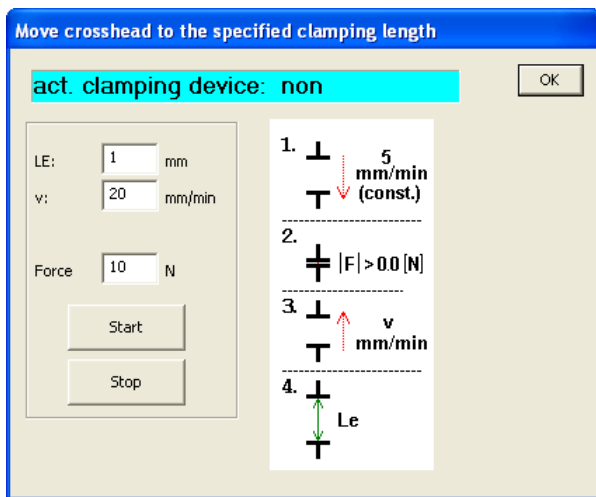 Move crosshead to the specified clamping length
act. clamping device: non
OK
LE: 1 mm
v: 20 mm/min
Force 10 N
Start
Stop
1. 5
mm/min
(const.)
2. |F| > 0.0 [N]
3. v
mm/min
4. Le